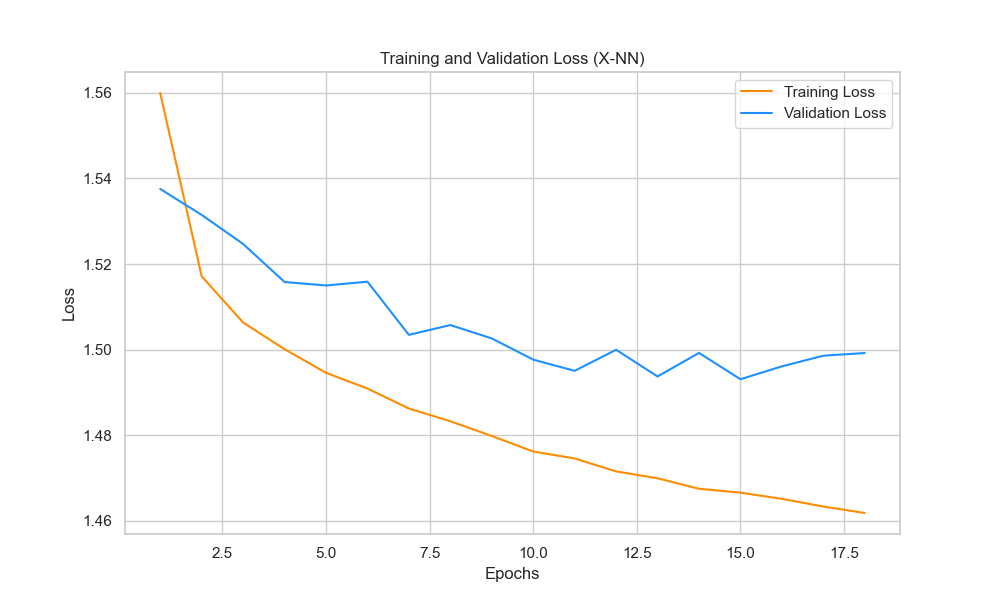 Training and Validation Loss (X-NN)
Training Loss
Validation Loss
Loss
1.56
1.54
1.52
1.50
1.48
1.46
2.5
5.0
7.5
10.0
12.5
15.0
17.5
Epochs